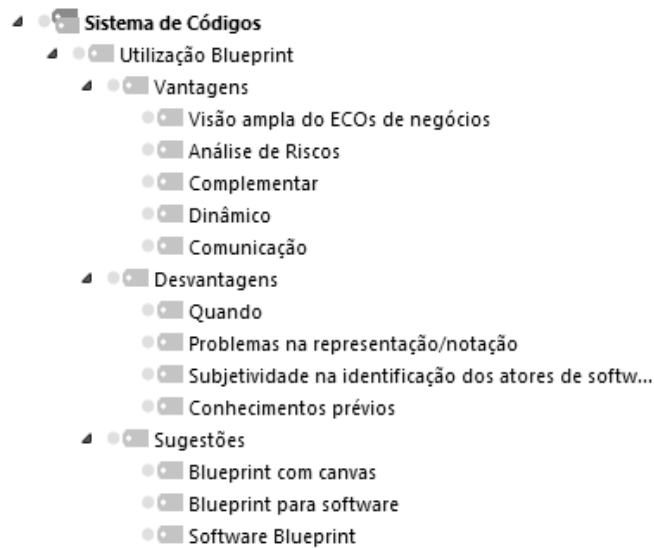 Sistema de Códigos
Utilização Blueprint
Vantagens
Visão ampla do ECOs de negócios
Análise de Riscos
Complementar
Dinâmico
Comunicação
Desvantagens
Quando
Problemas na representação/notação
Subjetividade na identificação dos atores de softw...
Conhecimentos prévios
Sugestões
Blueprint com canvas
Blueprint para software
Software Blueprint